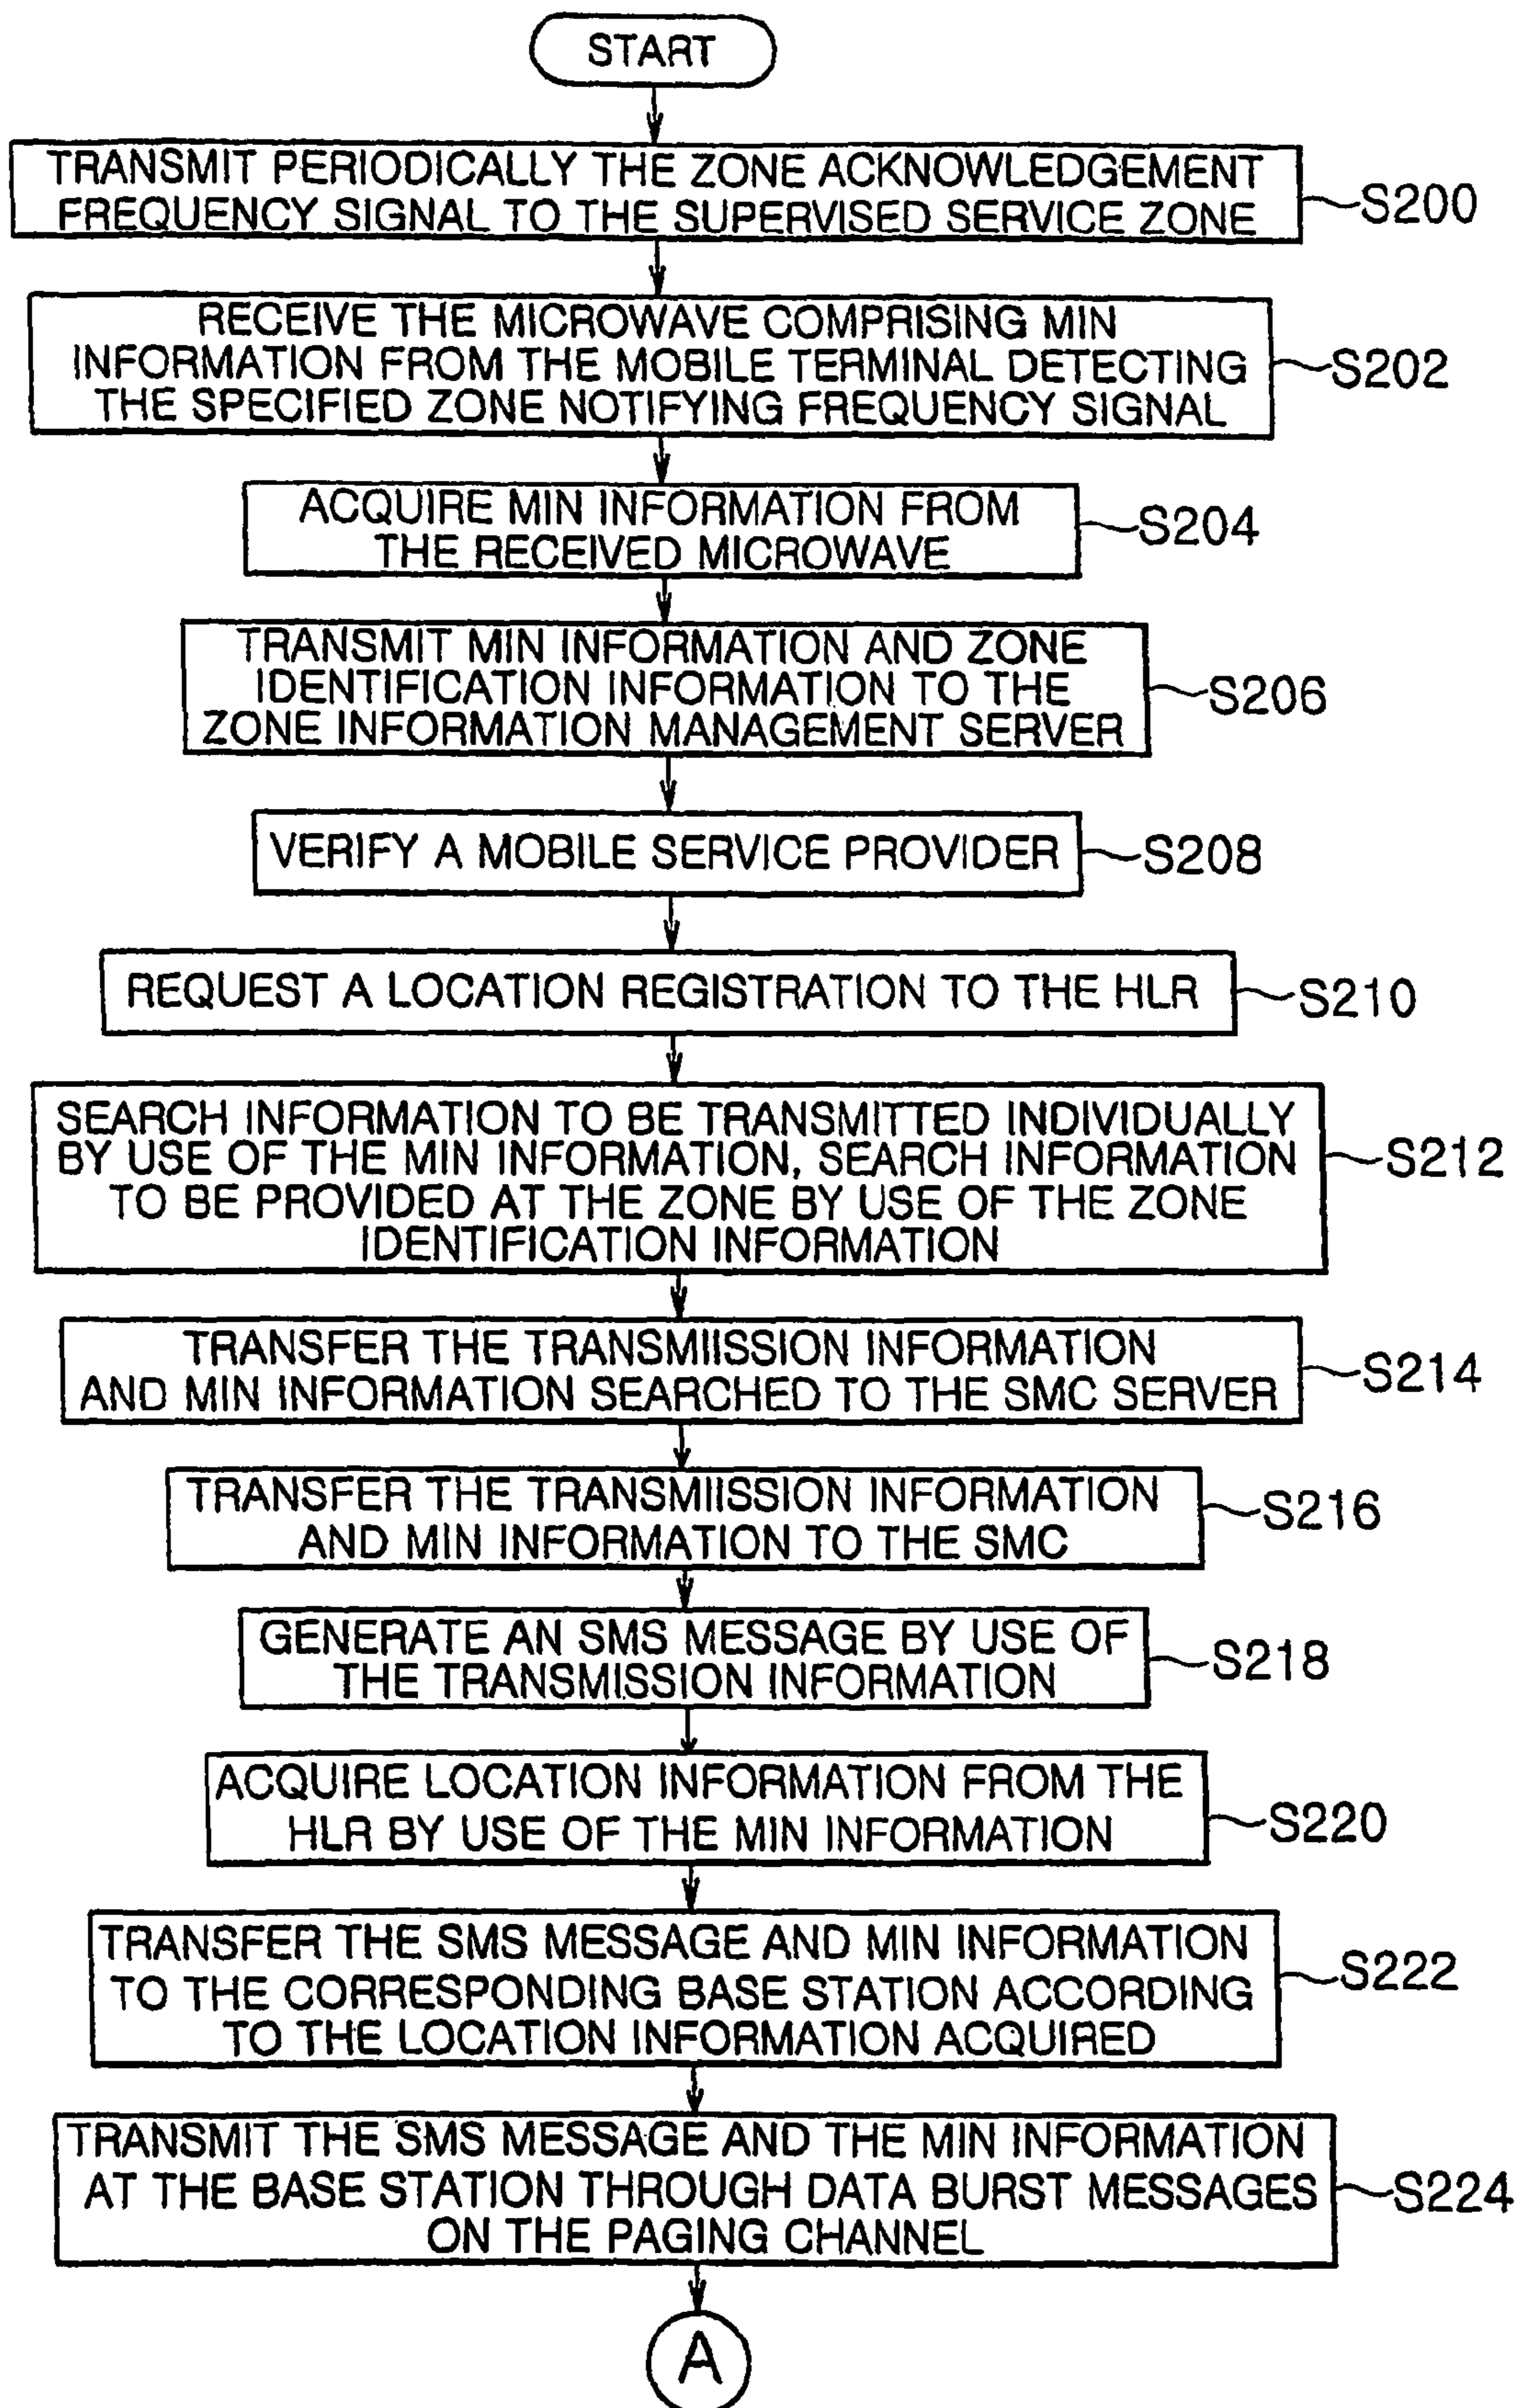 START
TRANSMIT PERIODICALLY THE ZONE ACKNOWLEDGEMENT
FREQUENCY SIGNAL TO THE SUPERVISED SERVICE ZONE
S200
RECEIVE THE MICROWAVE COMPRISING MIN
INFORMATION FROM THE MOBILE TERMINAL DETECTING
THE SPECIFIED ZONE NOTIFYING FREQUENCY SIGNAL
S202
ACQUIRE MIN INFORMATION FROM
THE RECEIVED MICROWAVE
S204
TRANSMIT MIN INFORMATION AND ZONE
IDENTIFICATION INFORMATION TO THE
ZONE INFORMATION MANAGEMENT SERVER
S206
VERIFY A MOBILE SERVICE PROVIDER
S208
REQUEST A LOCATION REGISTRATION TO THE HLR
S210
SEARCH INFORMATION TO BE TRANSMITTED INDIVIDUALLY
BY USE OF THE MIN INFORMATION, SEARCH INFORMATION
TO BE PROVIDED AT THE ZONE BY USE OF THE ZONE
IDENTIFICATION INFORMATION
S212
TRANSFER THE TRANSMIISSION INFORMATION
AND MIN INFORMATION SEARCHED TO THE SMC SERVER
S214
TRANSFER THE TRANSMIISSION INFORMATION
AND MIN INFORMATION TO THE SMC
S216
GENERATE AN SMS MESSAGE BY USE OF
THE TRANSMISSION INFORMATION
S218
ACQUIRE LOCATION INFORMATION FROM THE
HLR BY USE OF THE MIN INFORMATION
S220
TRANSFER THE SMS MESSAGE AND MIN INFORMATION
TO THE CORRESPONDING BASE STATION ACCORDING
TO THE LOCATION INFORMATION ACQUIRED
S222
TRANSMIT THE SMS MESSAGE AND THE MIN INFORMATION
AT THE BASE STATION THROUGH DATA BURST MESSAGES
ON THE PAGING CHANNEL
S224
A